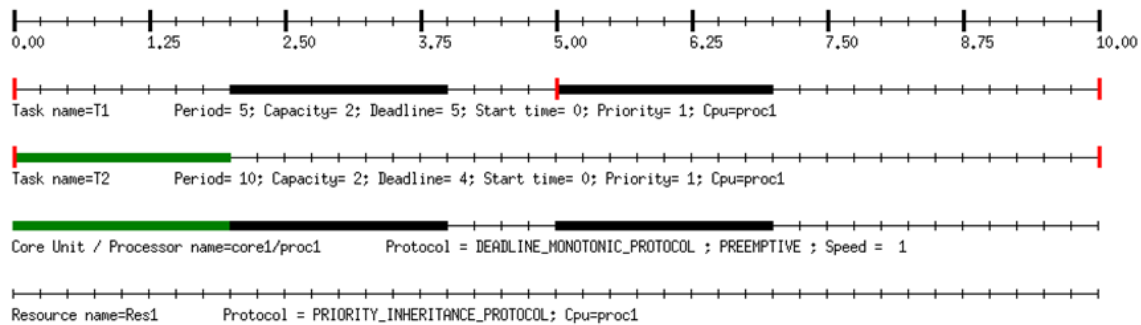 0.00 1.25 2.50 3.75 5.00 6.25 7.50 8.75 10.00
Task name=T1 Period= 5; Capacity= 2; Deadline= 5; Start time= 0; Priority= 1; Cpu=proc1
Task name=T2 Period= 10; Capacity= 2; Deadline= 4; Start time= 0; Priority= 1; Cpu=proc1
Core Unit / Processor name=core1/proc1 Protocol = DEADLINE_MONOTONIC_PROTOCOL ; PREEMPTIVE ; Speed = 1
Resource name=Res1 Protocol = PRIORITY_INHERITANCE_PROTOCOL; Cpu=proc1